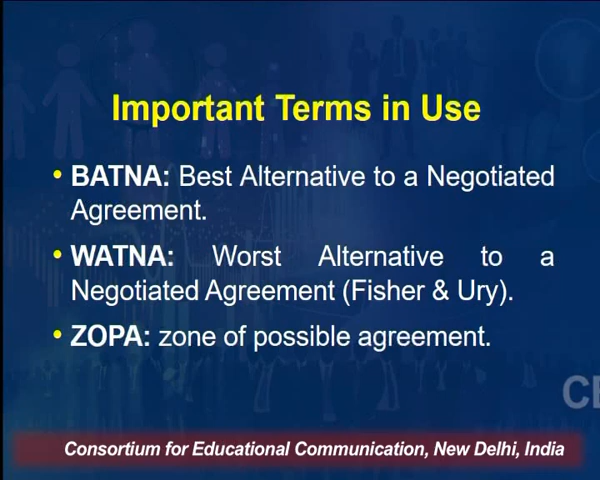 Important Terms in Use
• BATNA: Best Alternative to a Negotiated
Agreement.
• WATNA: Worst Alternative to a
Negotiated Agreement (Fisher & Ury).
• ZOPA: zone of possible agreement.
CE
Consortium for Educational Communication, New Delhi, India